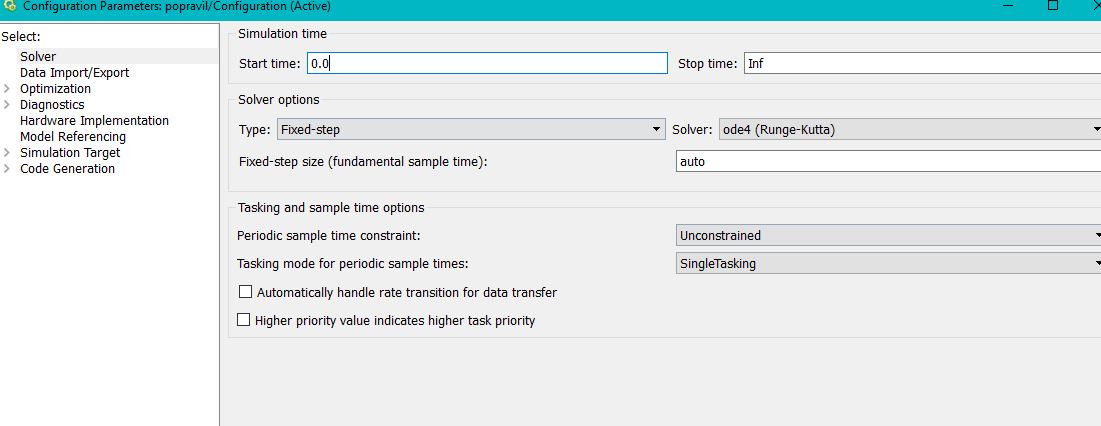 Configuration Parameters: popravil/Configuration (Active)
Select:
Solver
Data Import/Export
Optimization
Diagnostics
Hardware Implementation
Model Referencing
Simulation Target
Code Generation
Simulation time
Start time: 0.0 Stop time: Inf
Solver options
Type: Fixed-step Solver: ode4 (Runge-Kutta)
Fixed-step size (fundamental sample time): auto
Tasking and sample time options
Periodic sample time constraint: Unconstrained
Tasking mode for periodic sample times: SingleTasking
Automatically handle rate transition for data transfer
Higher priority value indicates higher task priority